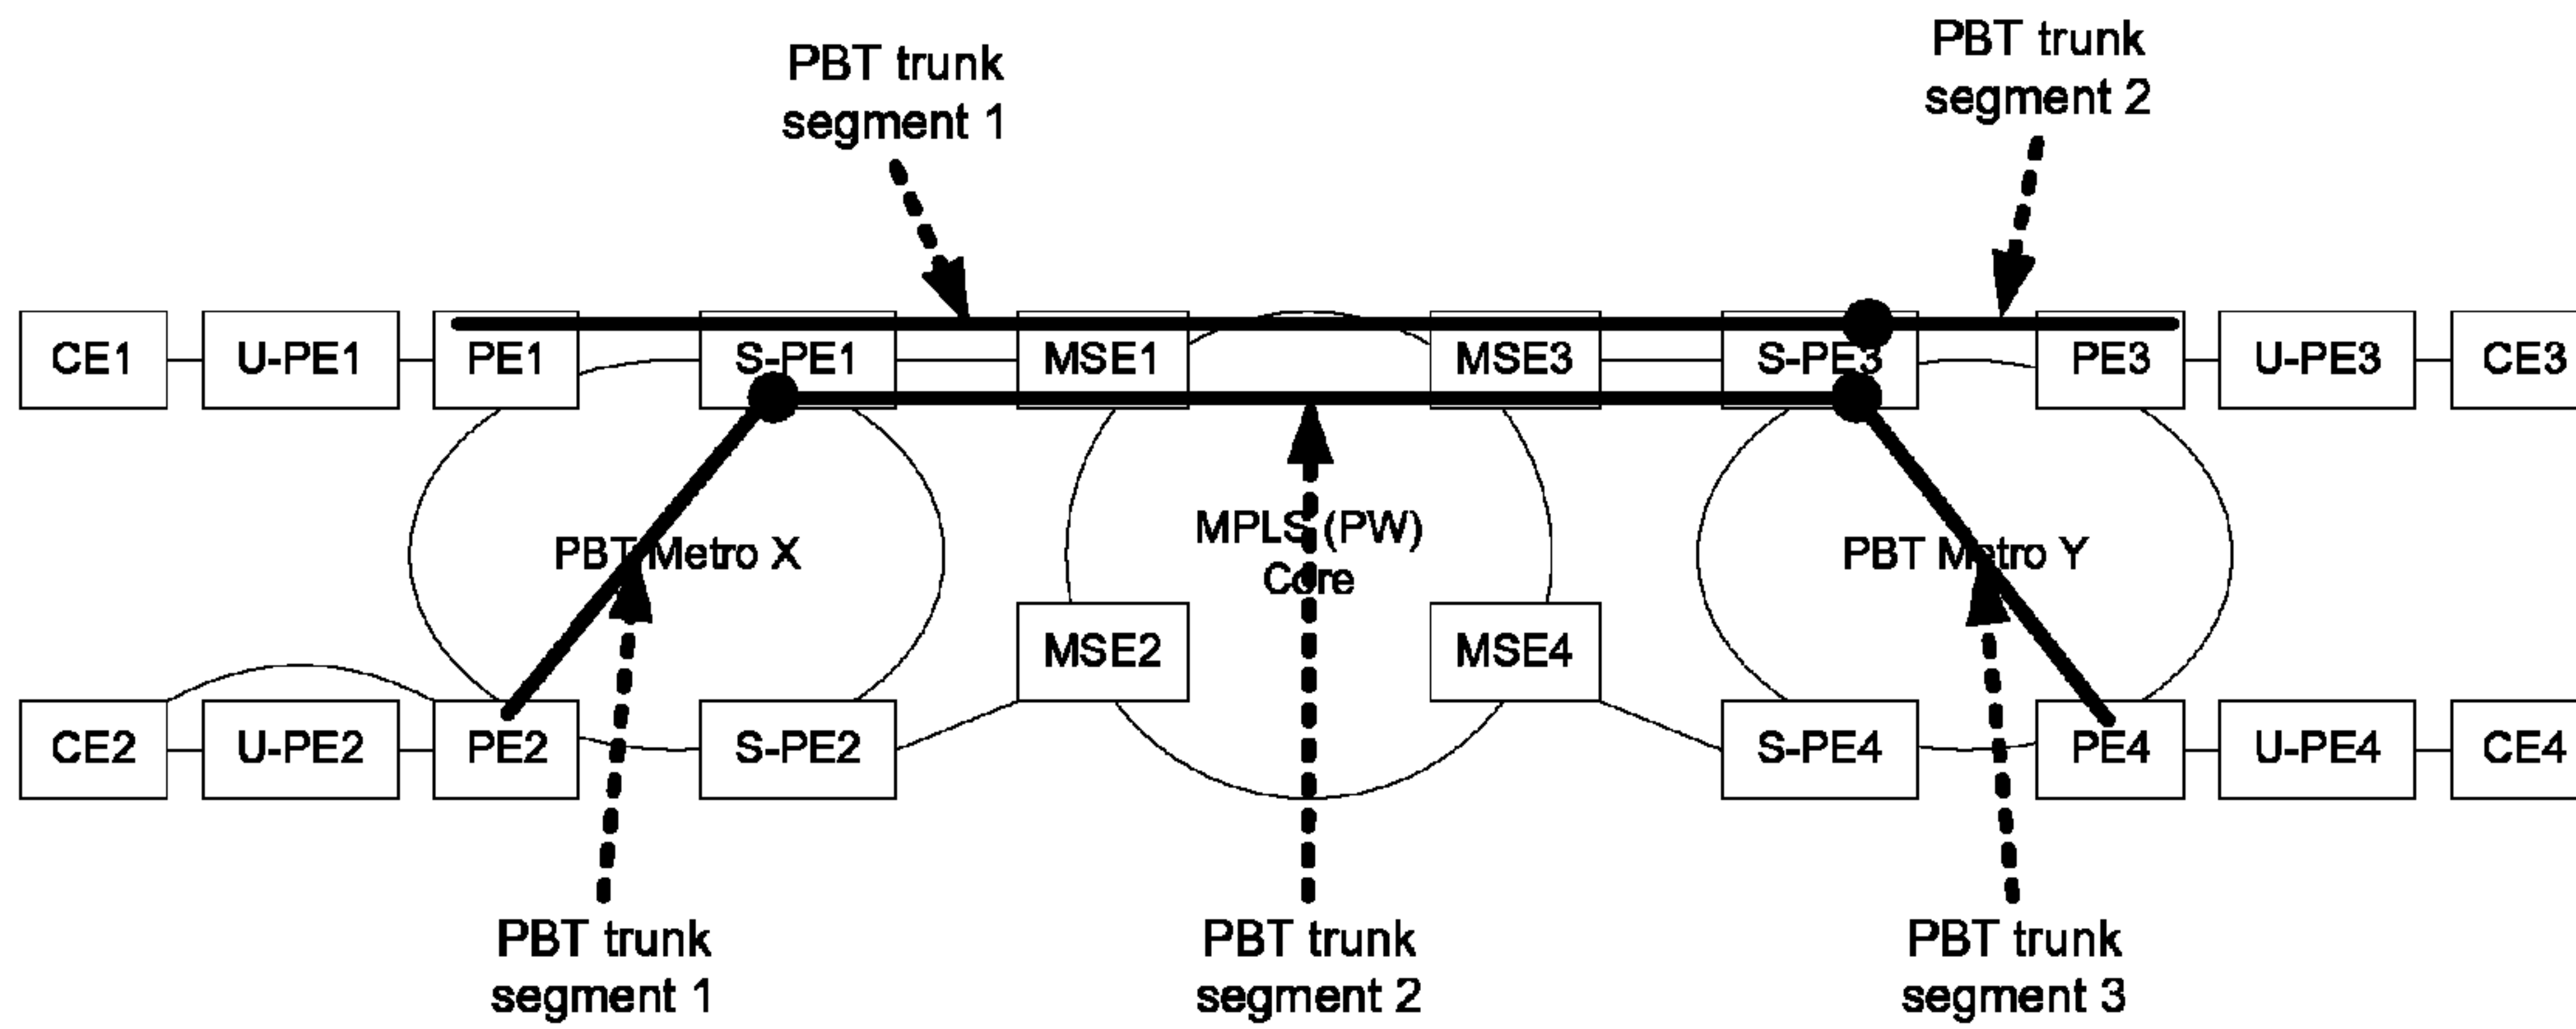 PBT trunk
segment 1
PBT trunk
segment 2
CE1 U-PE1 PE1 S-PE1 MSE1 MSE3 S-PE3 PE3 U-PE3 CE3
PBT Metro X
MPLS (PW)
Core
PBT Metro Y
MSE2 MSE4
CE2 U-PE2 PE2 S-PE2 S-PE4 PE4 U-PE4 CE4
PBT trunk
segment 1
PBT trunk
segment 2
PBT trunk
segment 3